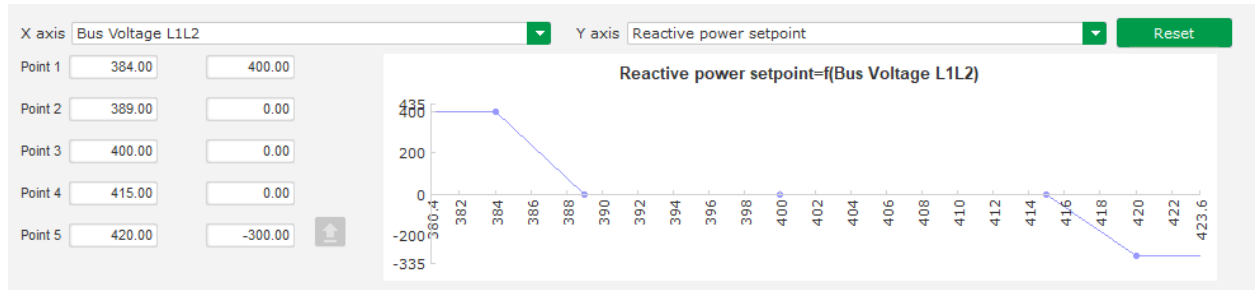 X axis Bus Voltage L1L2 Y axis Reactive power setpoint Reset
Point 1 384.00 400.00
Point 2 389.00 0.00
Point 3 400.00 0.00
Point 4 415.00 0.00
Point 5 420.00 -300.00
Reactive power setpoint=f(Bus Voltage L1L2)
435
400
200
0
-200
-335
380.4 382 384 386 388 390 392 394 396 398 400 402 404 406 408 410 412 414 416 418 420 422 423.6